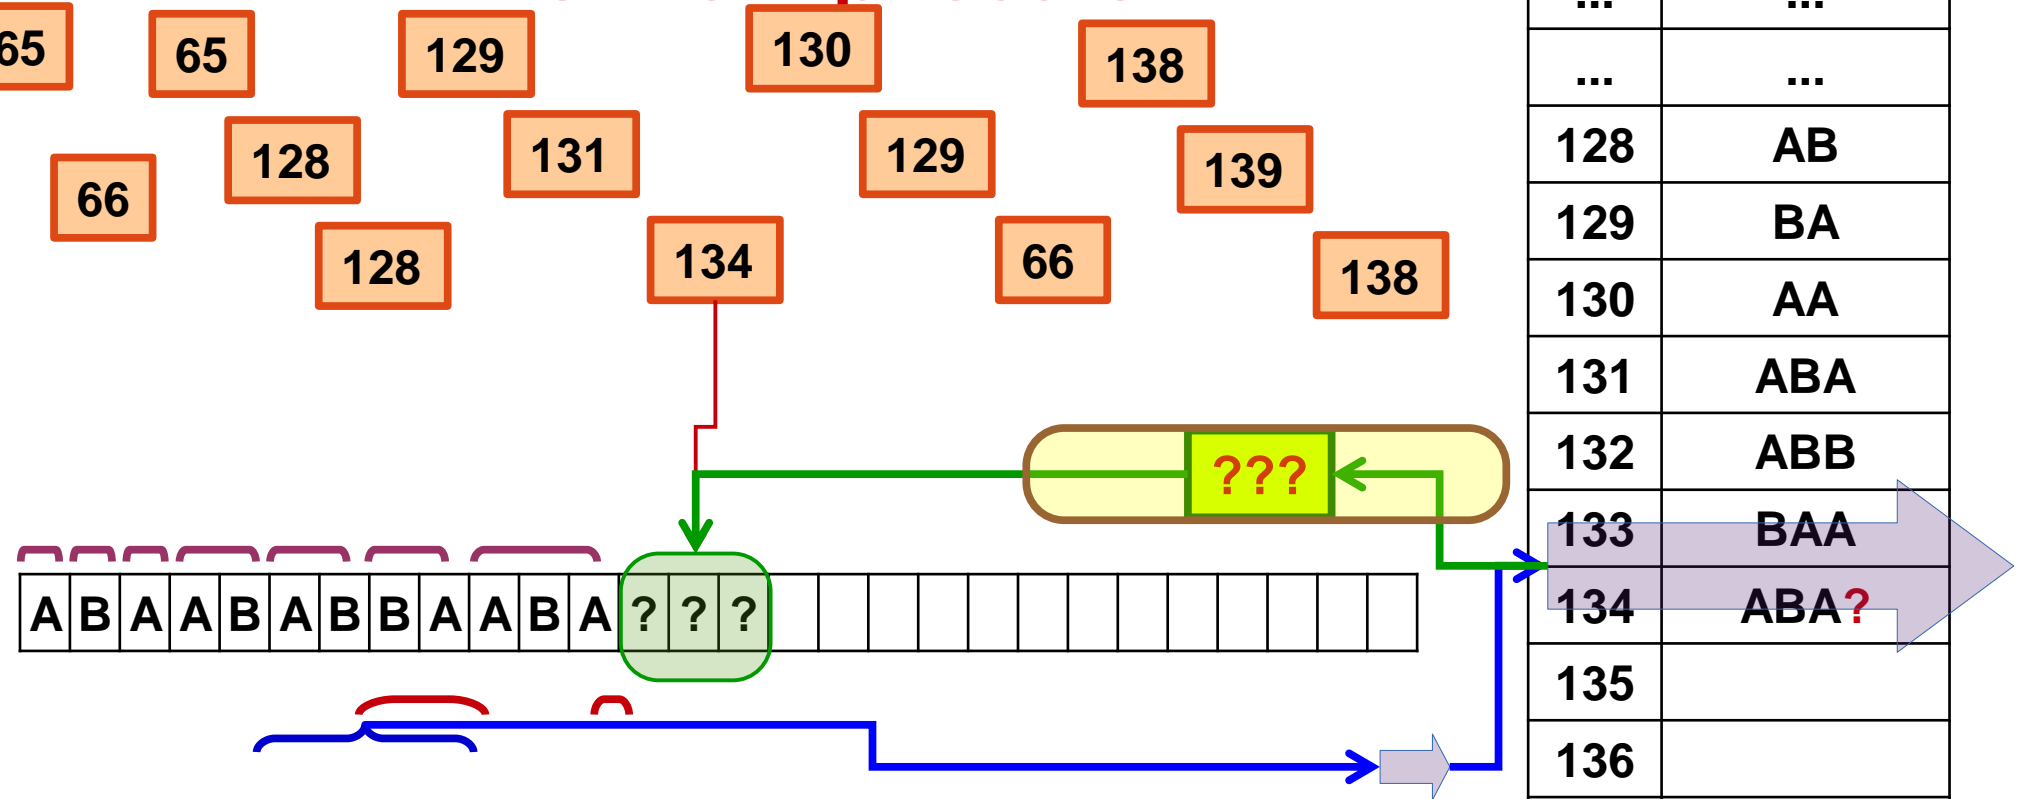 65
65
129
130
138
66
128
131
129
139
128
134
66
138
... ...
... ...
128 AB
129 BA
130 AA
131 ABA
132 ABB
133 BAA
134 ABA?
135
136
???
A B A A B A B B A A B A ? ? ?